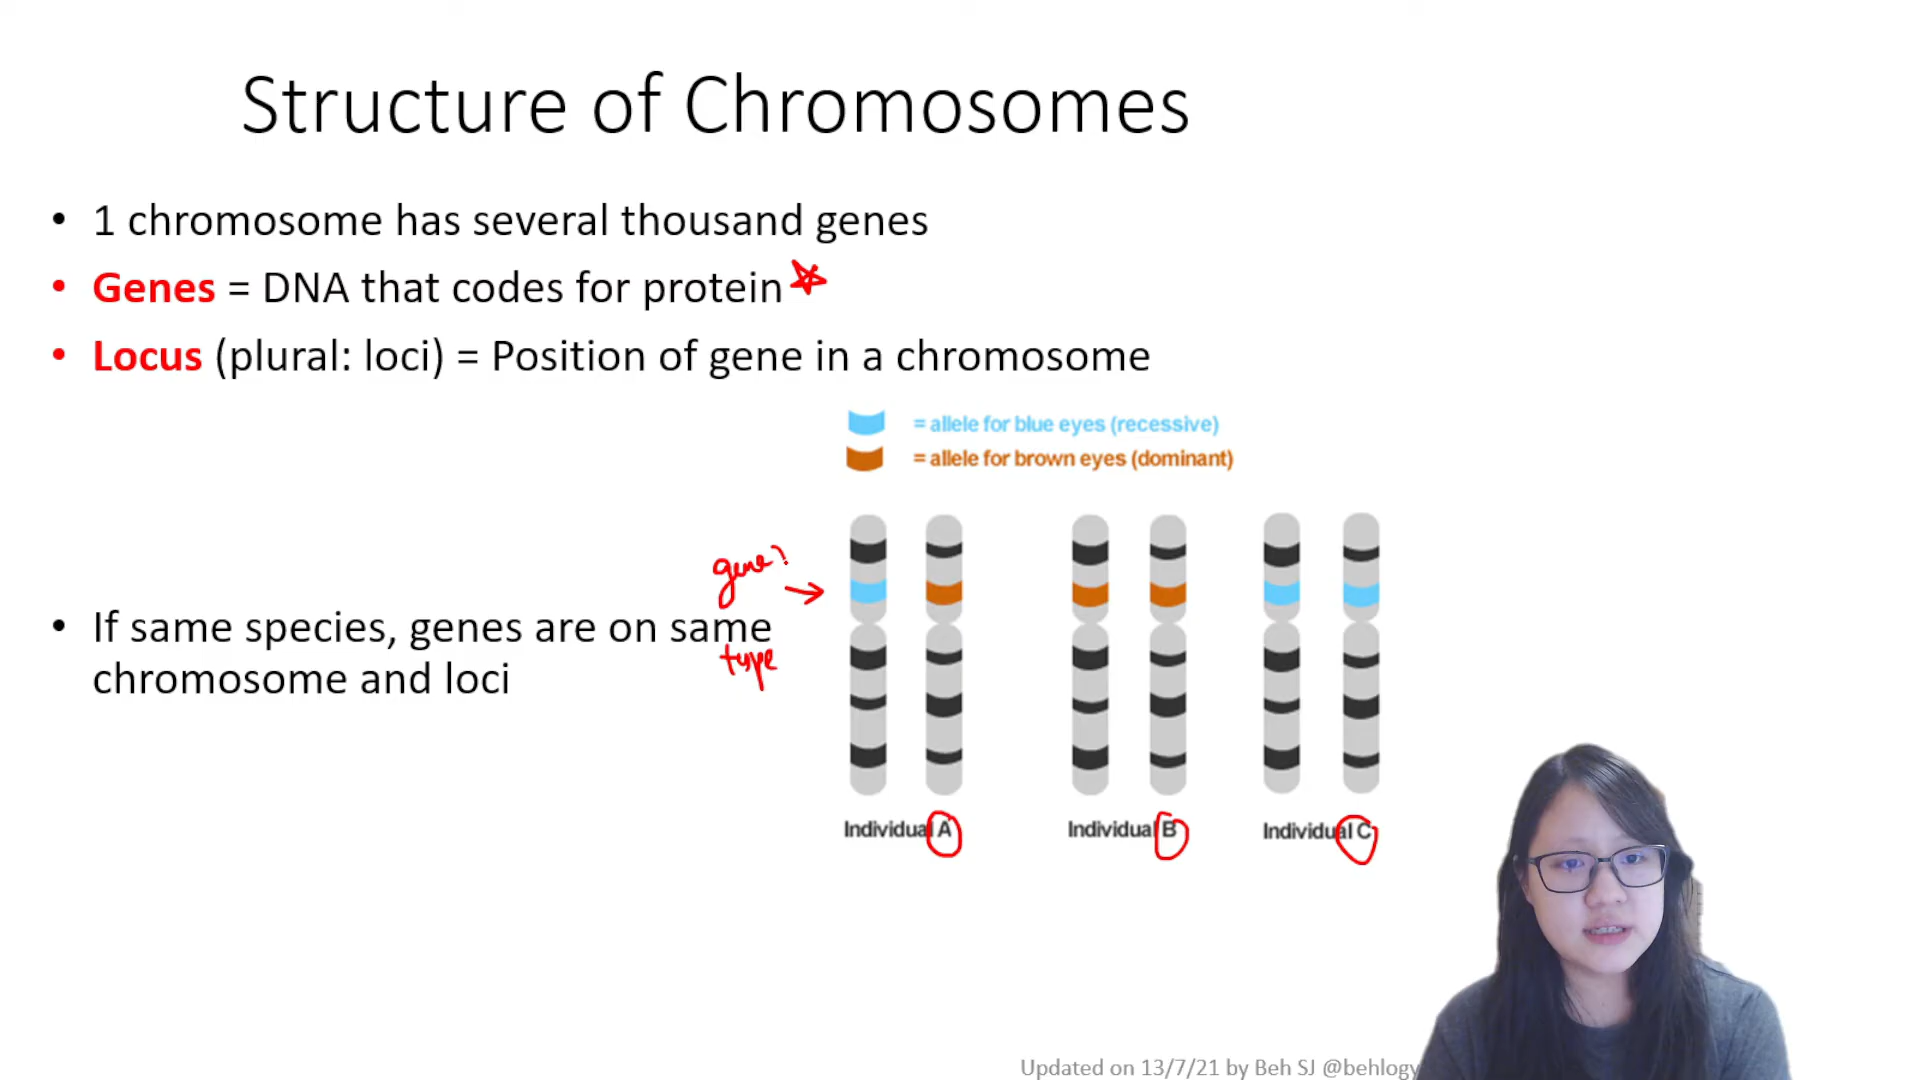 Structure of Chromosomes
• 1 chromosome has several thousand genes
• Genes = DNA that codes for protein
• Locus (plural: loci) = Position of gene in a chromosome
= allele for blue eyes (recessive)
= allele for brown eyes (dominant)
gene?
• If same species, genes are on same
type
chromosome and loci
Individual A
Individual B
Individual C
Updated on 13/7/21 by Beh SJ @behlogy